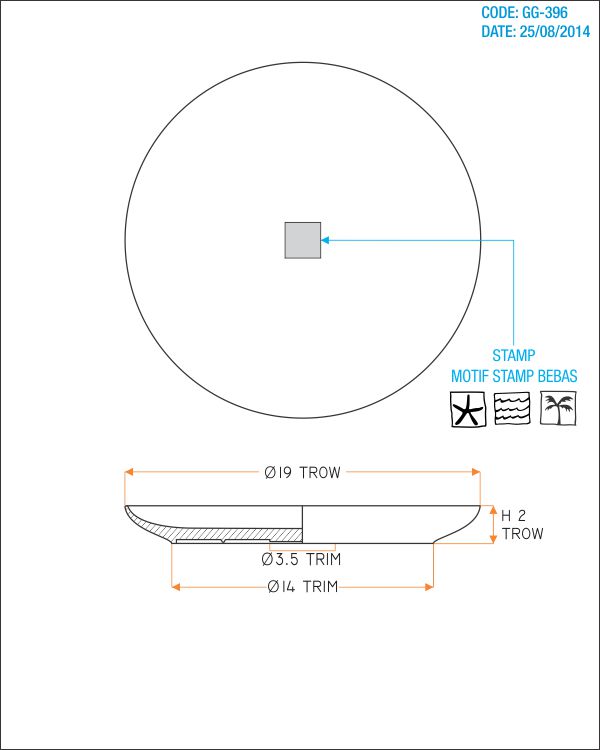 CODE: GG-396
DATE: 25/08/2014
STAMP
MOTIF STAMP BEBAS
Ø19 TROW
H 2
TROW
Ø3.5 TRIM
Ø14 TRIM